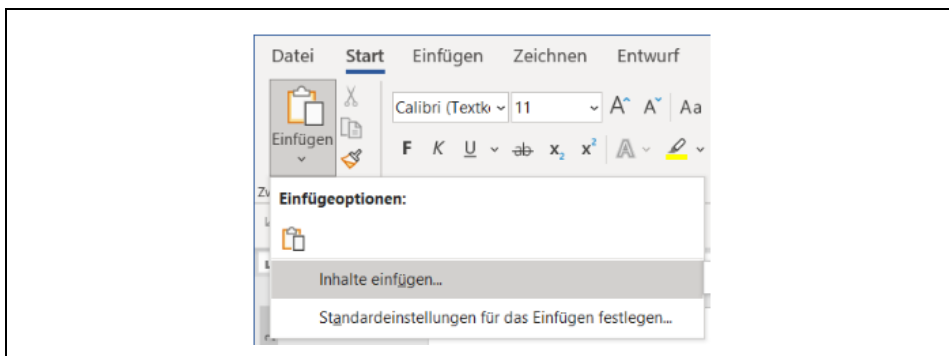 Datei Start Einfügen Zeichnen Entwurf
Calibri (Textk 11 A A Aa
Einfügen
F K U ab x₂ x² A
Einfügeoptionen:
Inhalte einfügen...
Standardeinstellungen für das Einfügen festlegen...